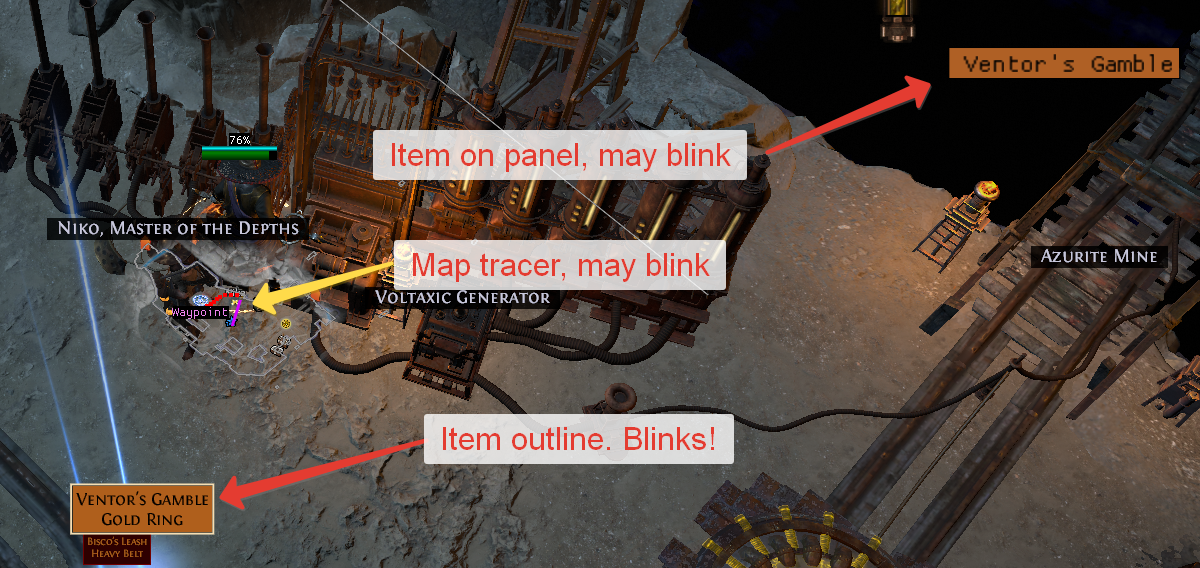 Ventor's Gamble
76%
Item on panel, may blink
NIKO, MASTER OF THE DEPTHS
Map tracer, may blink
AZURITE MINE
VOLTAXIC GENERATOR
Waypoint
Item outline. Blinks!
VENTOR'S GAMBLE
GOLD RING
BISCO'S LEASH
HEAVY BELT